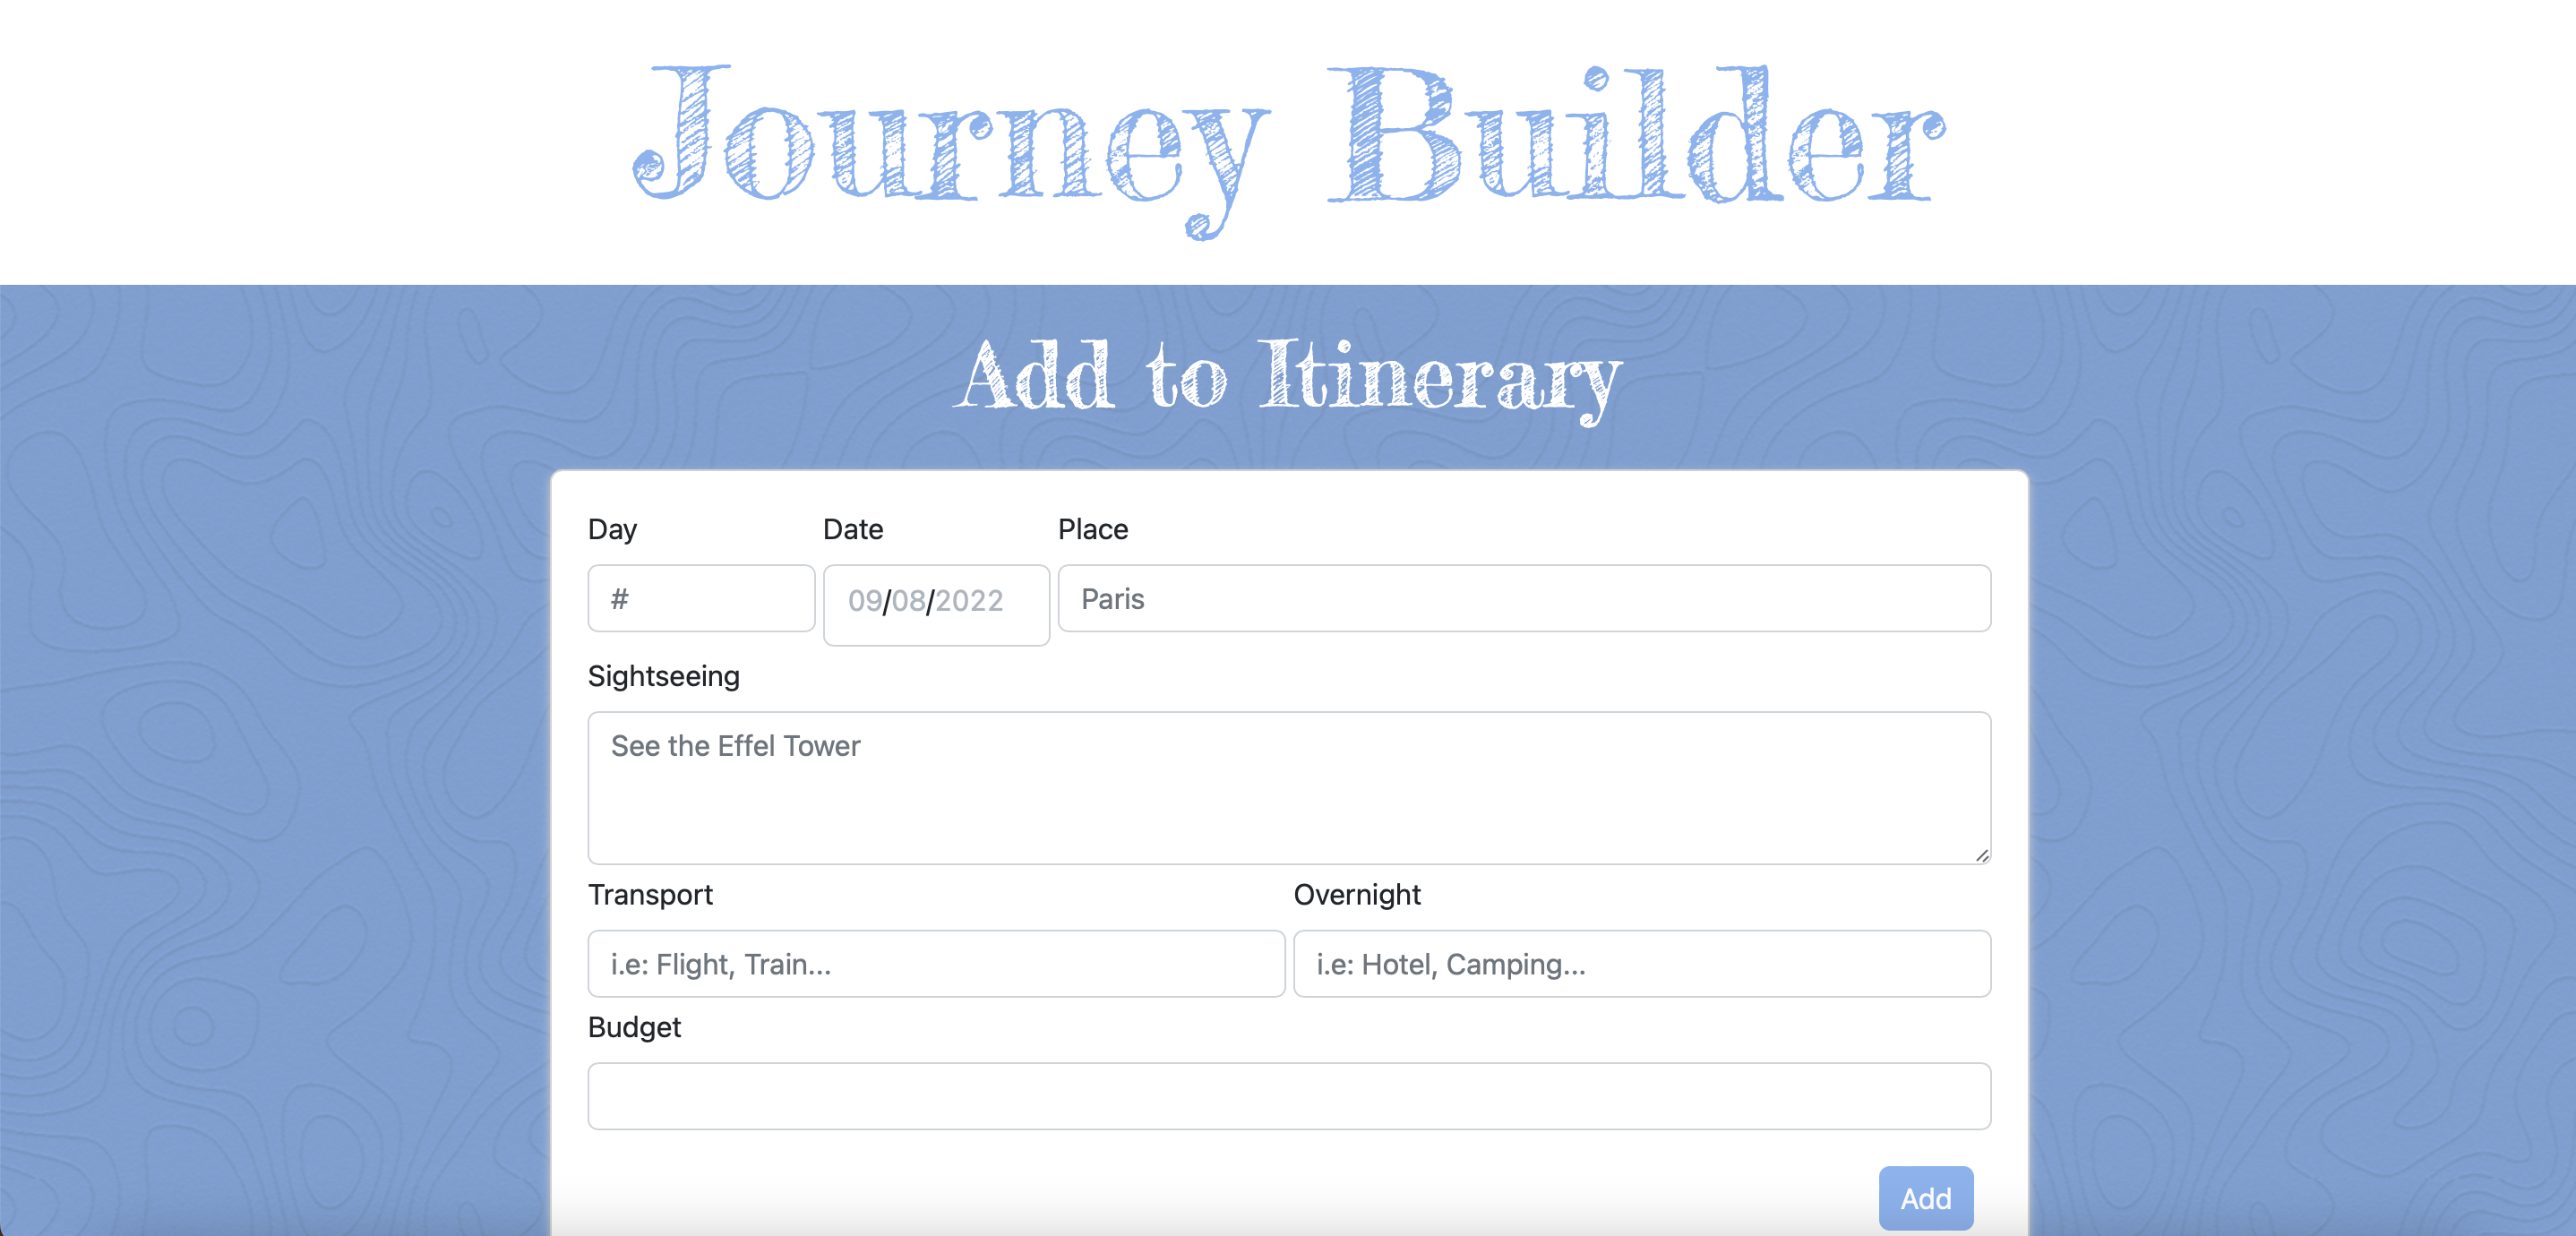 Journey Builder
Add to Itinerary
Day Date Place
# 09/08/2022 Paris
Sightseeing
See the Effel Tower
Transport Overnight
i.e: Flight, Train... i.e: Hotel, Camping...
Budget
Add